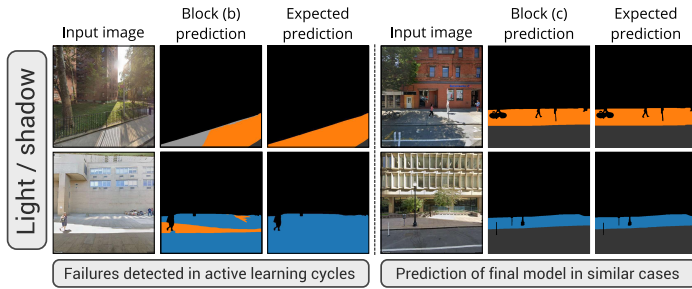 Input image
Block (b)
prediction
Expected
prediction
Input image
Block (c)
prediction
Expected
prediction
Light / shadow
Failures detected in active learning cycles
Prediction of final model in similar cases